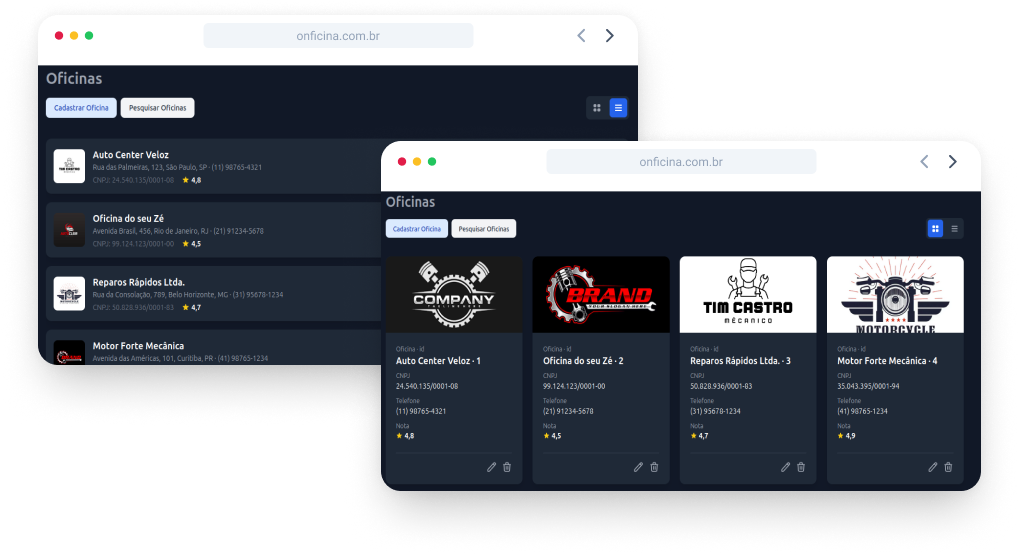 onficina.com.br
Oficinas
Cadastrar Oficina
Pesquisar Oficinas
TIM CASTRO
Auto Center Veloz
Rua das Palmeiras, 123, São Paulo, SP · (11) 98765-4321
CNPJ: 24.540.135/0001-08 ★ 4,8
Oficina do seu Zé
Avenida Brasil, 456, Rio de Janeiro, RJ · (21) 91234-5678
CNPJ: 99.124.123/0001-00 ★ 4,5
Reparos Rápidos Ltda.
Rua da Consolação, 789, Belo Horizonte, MG · (31) 95678-1234
CNPJ: 50.828.936/0001-83 ★ 4,7
BRAND
Motor Forte Mecânica
Avenida das Américas, 101, Curitiba, PR · (41) 98765-1234
onficina.com.br
Oficinas
Cadastrar Oficina
Pesquisar Oficinas
COMPANY
Oficina · id
Auto Center Veloz · 1
CNPJ
24.540.135/0001-08
Telefone
(11) 98765-4321
Nota
★ 4,8
BRAND
YOUR SLOGAN HERE
Oficina · id
Oficina do seu Zé · 2
CNPJ
99.124.123/0001-00
Telefone
(21) 91234-5678
Nota
★ 4,5
TIM CASTRO
MÉCANICO
Oficina · id
Reparos Rápidos Ltda. · 3
CNPJ
50.828.936/0001-83
Telefone
(31) 95678-1234
Nota
★ 4,7
MOTORCYCLE
Oficina · id
Motor Forte Mecânica · 4
CNPJ
35.043.395/0001-94
Telefone
(41) 98765-1234
Nota
★ 4,9